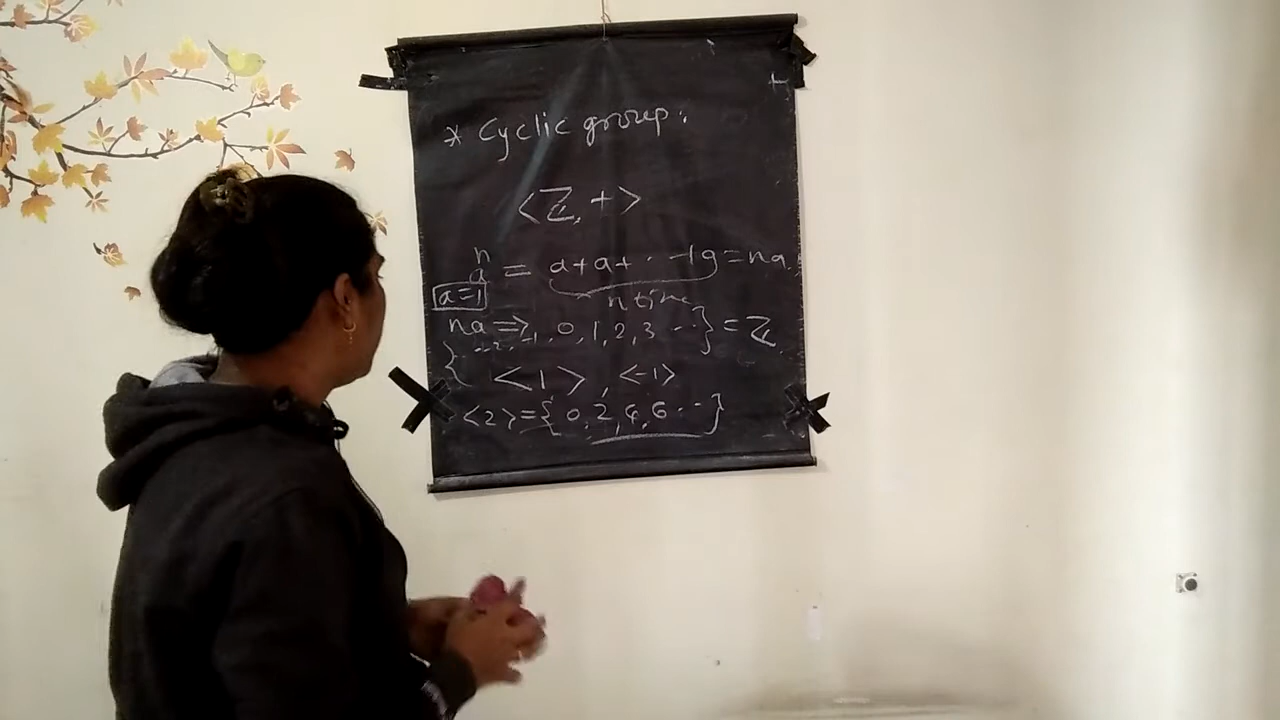 * Cyclic group:
<ℤ, +>
aⁿ = a+a+ ·· +a = na.
a=1 n time
na => { ·· -2, -1, 0, 1, 2, 3 ·· } = ℤ
<1>, <-1>
<2> = { 0, 2, 4, 6 ·· }